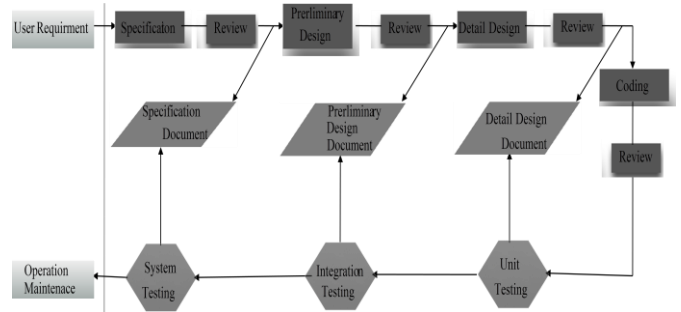 User Requirment
Specificaton
Review
Prerliminary
Design
Review
Detail Design
Review
Coding
Review
Specification
Document
Prerliminary
Design
Document
Detail Design
Document
Operation
Maintenace
System
Testing
Integration
Testing
Unit
Testing